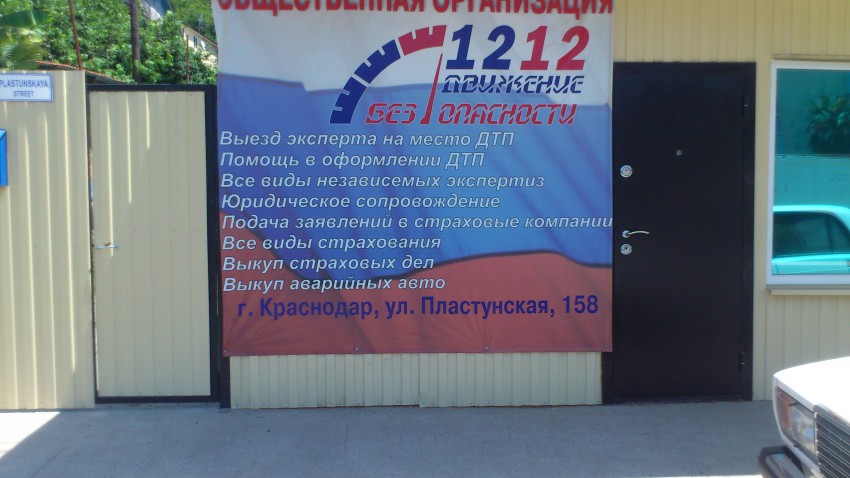 ОБЩЕСТВЕННАЯ ОРГАНИЗАЦИЯ
1212
ДВИЖЕНИЕ
БЕЗ ОПАСНОСТИ
Выезд эксперта на место ДТП
Помощь в оформлении ДТП
Все виды независемых экспертиз
Юридическое сопровождение
Подача заявлений в страховые компании
Все виды страхования
Выкуп страховых дел
Выкуп аварийных авто
г. Краснодар, ул. Пластунская, 158
PLASTUNSKAYA
STREET